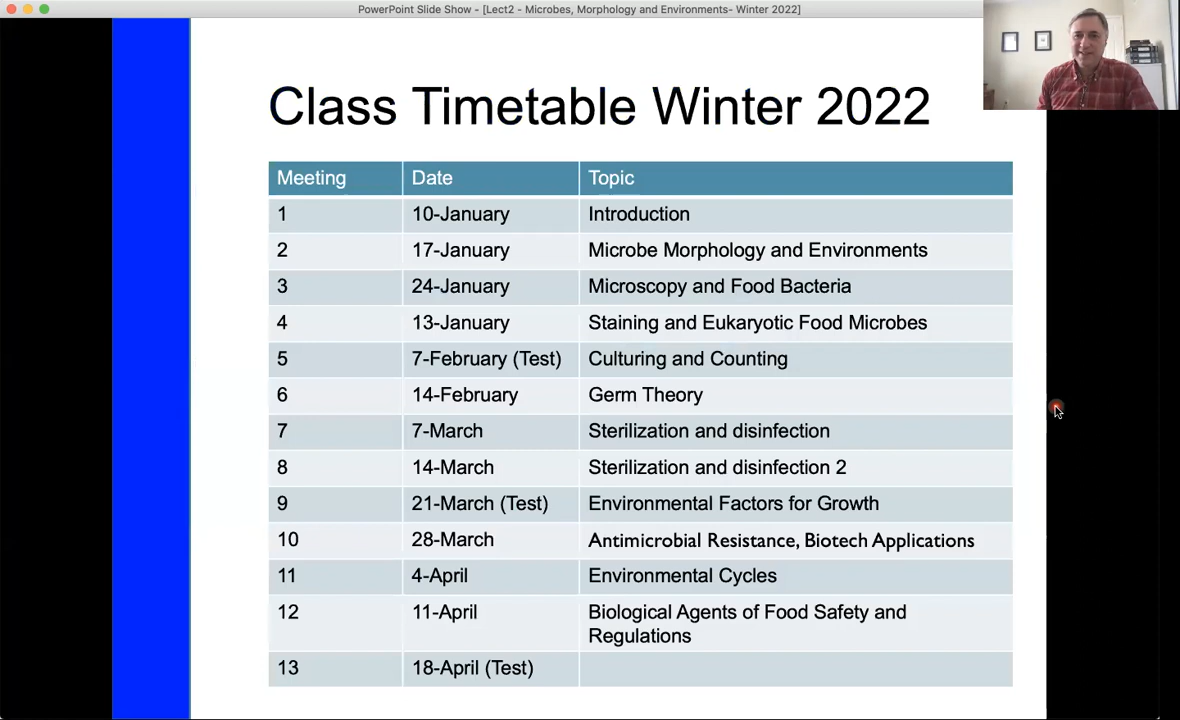 PowerPoint Slide Show - [Lect2 - Microbes, Morphology and Environments- Winter 2022]
Class Timetable Winter 2022
Meeting Date Topic
1 10-January Introduction
2 17-January Microbe Morphology and Environments
3 24-January Microscopy and Food Bacteria
4 13-January Staining and Eukaryotic Food Microbes
5 7-February (Test) Culturing and Counting
6 14-February Germ Theory
7 7-March Sterilization and disinfection
8 14-March Sterilization and disinfection 2
9 21-March (Test) Environmental Factors for Growth
10 28-March Antimicrobial Resistance, Biotech Applications
11 4-April Environmental Cycles
12 11-April Biological Agents of Food Safety and
Regulations
13 18-April (Test)